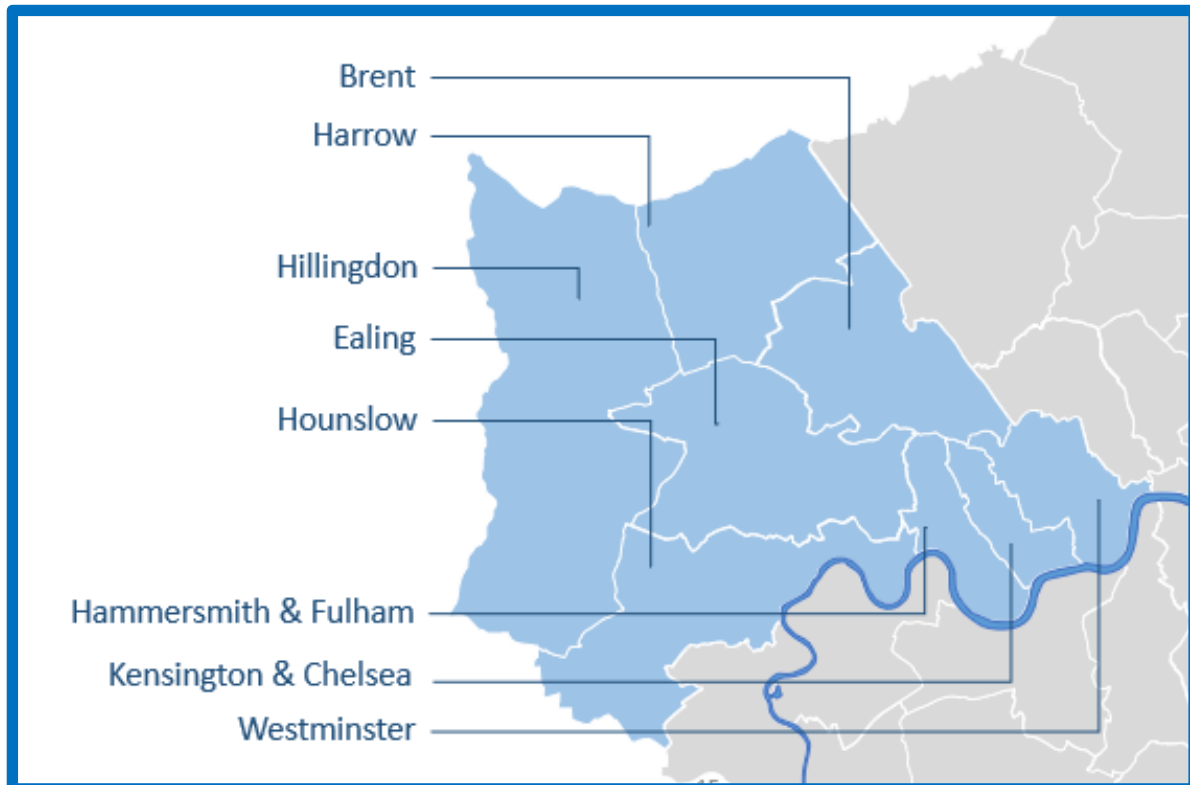 Brent
Harrow
Hillingdon
Ealing
Hounslow
Hammersmith & Fulham
Kensington & Chelsea
Westminster